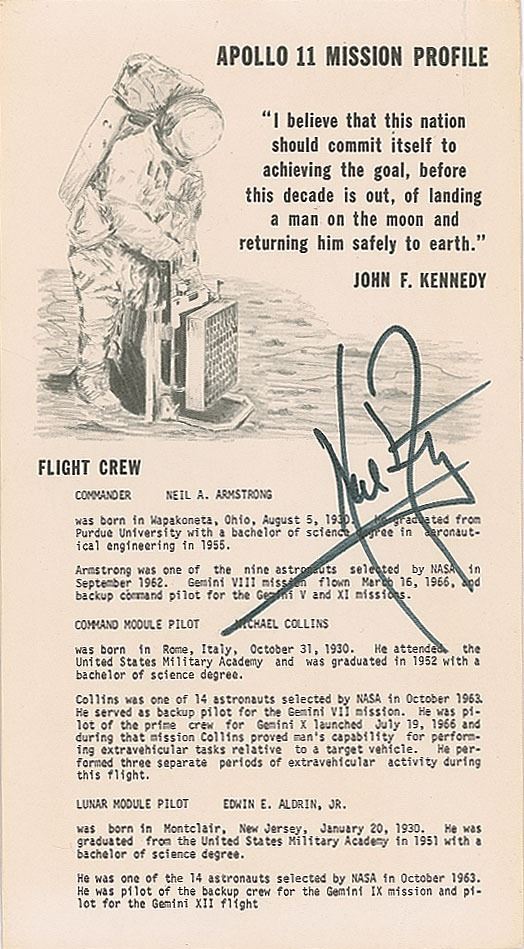 APOLLO 11 MISSION PROFILE
"I believe that this nation
should commit itself to
achieving the goal, before
this decade is out, of landing
a man on the moon and
returning him safely to earth."
JOHN F. KENNEDY
FLIGHT CREW
COMMANDER NEIL A. ARMSTRONG
was born in Wapakoneta, Ohio, August 5, 1930. He graduated from
Purdue University with a bachelor of science degree in aeronaut-
ical engineering in 1955.
Armstrong was one of the nine astronauts selected by NASA in
September 1962. Gemini VIII mission flown March 16, 1966, and
backup command pilot for the Gemini V and XI missions.
COMMAND MODULE PILOT MICHAEL COLLINS
was born in Rome, Italy, October 31, 1930. He attended the
United States Military Academy and was graduated in 1952 with a
bachelor of science degree.
Collins was one of 14 astronauts selected by NASA in October 1963.
He served as backup pilot for the Gemini VII mission. He was pi-
lot of the prime crew for Gemini X launched July 19, 1966 and
during that mission Collins proved man's capability for perform-
ing extravehicular tasks relative to a target vehicle. He per-
formed three separate periods of extravehicular activity during
this flight.
LUNAR MODULE PILOT EDWIN E. ALDRIN, JR.
was born in Montclair, New Jersey, January 20, 1930. He was
graduated from the United States Military Academy in 1951 with a
bachelor of science degree.
He was one of the 14 astronauts selected by NASA in October 1963.
He was pilot of the backup crew for the Gemini IX mission and pi-
lot for the Gemini XII flight